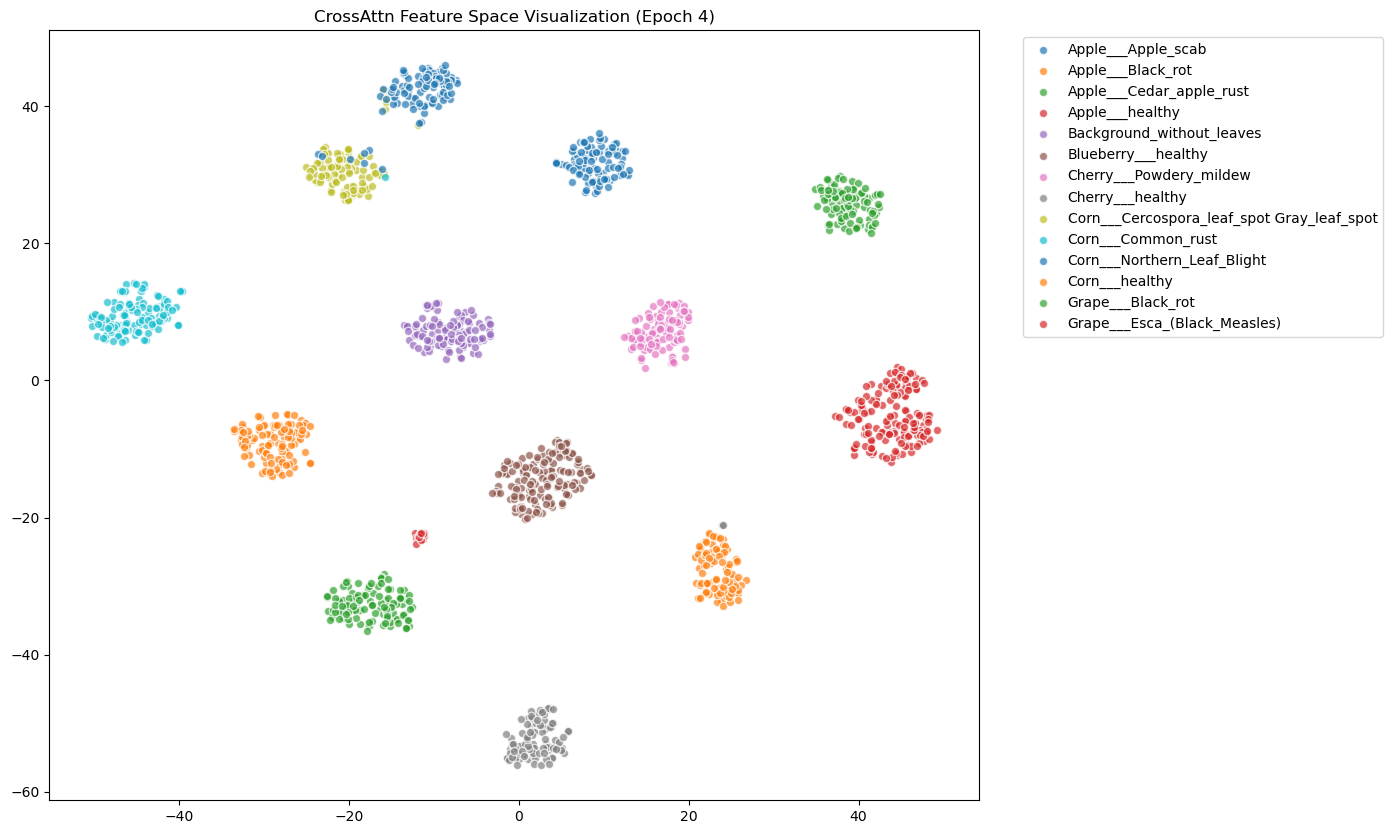 CrossAttn Feature Space Visualization (Epoch 4)
Apple___Apple_scab
Apple___Black_rot
Apple___Cedar_apple_rust
Apple___healthy
Background_without_leaves
Blueberry___healthy
Cherry___Powdery_mildew
Cherry___healthy
Corn___Cercospora_leaf_spot Gray_leaf_spot
Corn___Common_rust
Corn___Northern_Leaf_Blight
Corn___healthy
Grape___Black_rot
Grape___Esca_(Black_Measles)
40
20
0
−20
−40
−60
−40
−20
0
20
40